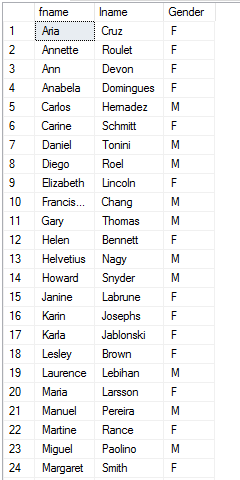 fname lname Gender
1 Aria Cruz F
2 Annette Roulet F
3 Ann Devon F
4 Anabela Domingues F
5 Carlos Hernadez M
6 Carine Schmitt F
7 Daniel Tonini M
8 Diego Roel M
9 Elizabeth Lincoln F
10 Francis... Chang M
11 Gary Thomas M
12 Helen Bennett F
13 Helvetius Nagy M
14 Howard Snyder M
15 Janine Labrune F
16 Karin Josephs F
17 Karla Jablonski F
18 Lesley Brown F
19 Laurence Lebihan M
20 Maria Larsson F
21 Manuel Pereira M
22 Martine Rance F
23 Miguel Paolino M
24 Margaret Smith F